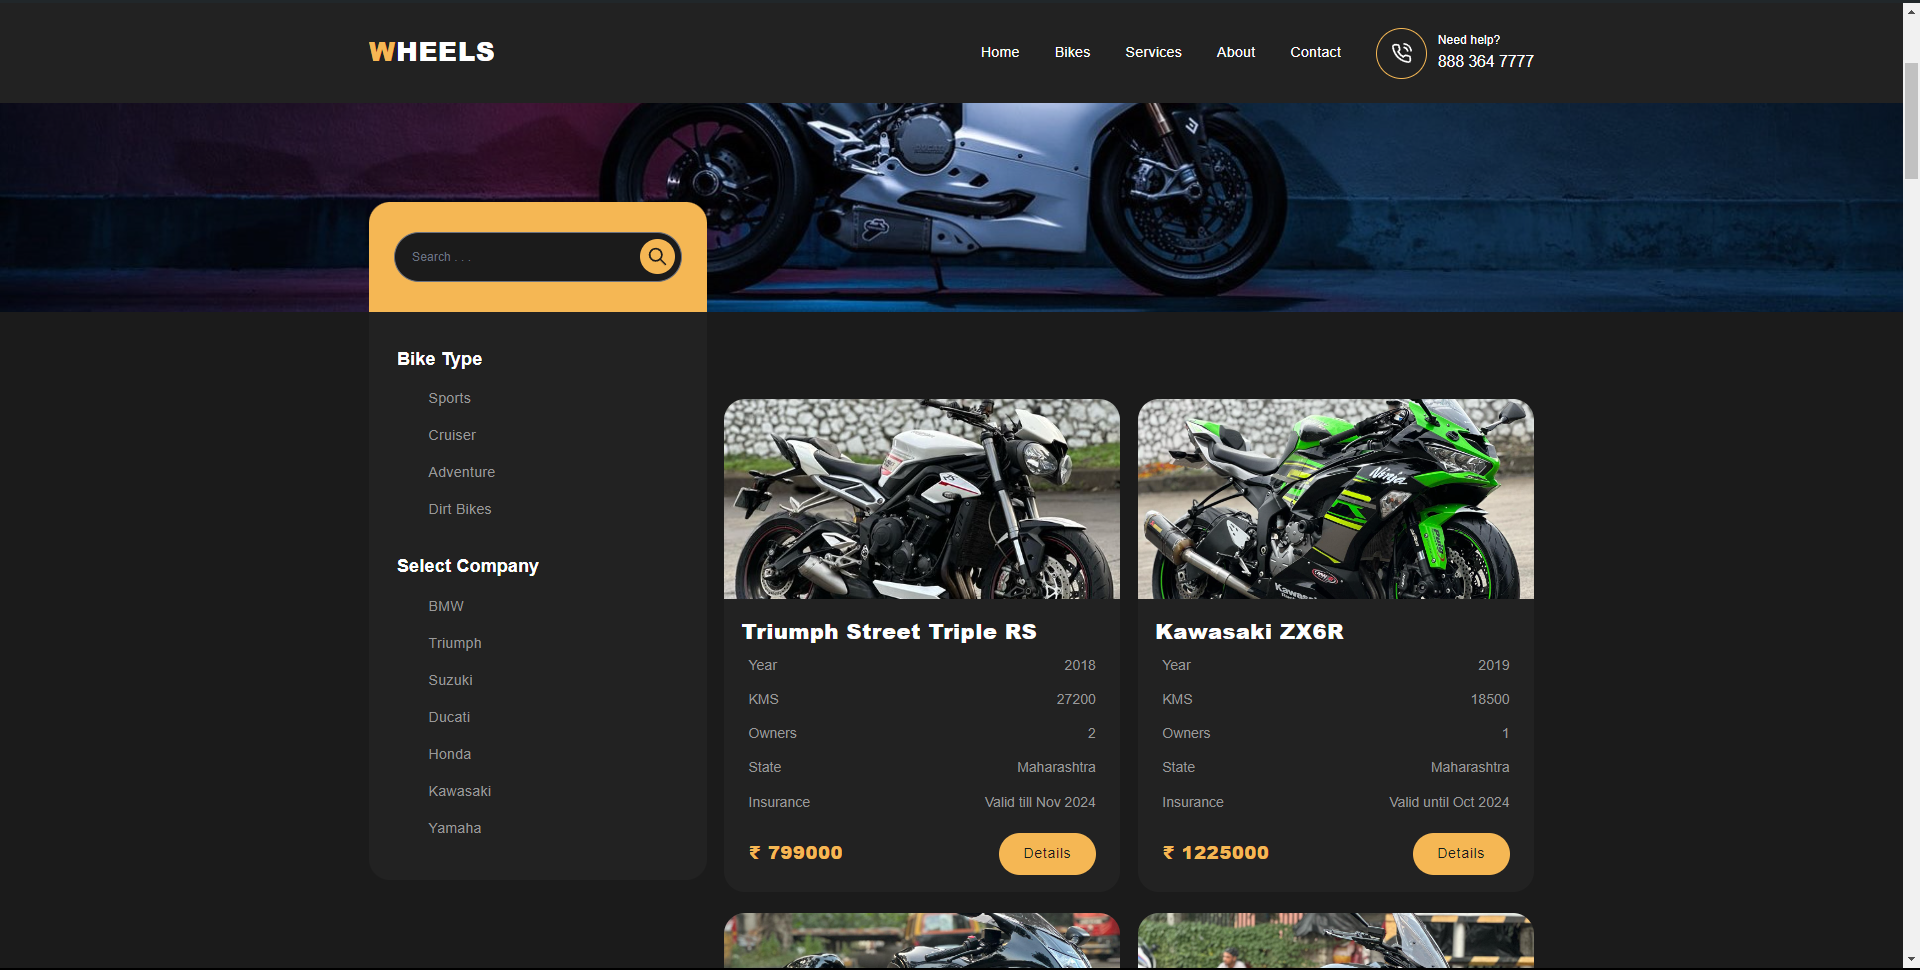 WHEELS
Home Bikes Services About Contact
Need help?
888 364 7777
Search . . .
Bike Type
Sports
Cruiser
Adventure
Dirt Bikes
Select Company
BMW
Triumph
Suzuki
Ducati
Honda
Kawasaki
Yamaha
Triumph Street Triple RS
Year 2018
KMS 27200
Owners 2
State Maharashtra
Insurance Valid till Nov 2024
₹ 799000 Details
Ninja
Kawasaki
Kawasaki ZX6R
Year 2019
KMS 18500
Owners 1
State Maharashtra
Insurance Valid until Oct 2024
₹ 1225000 Details